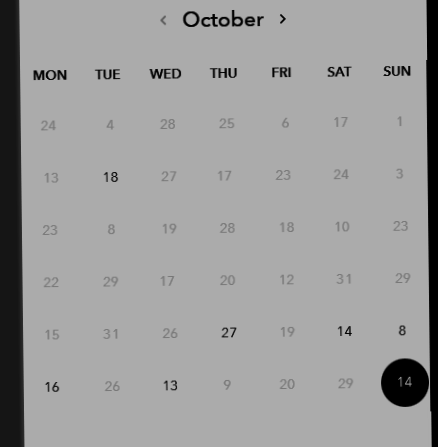 ‹ October ›
MON TUE WED THU FRI SAT SUN
24 4 28 25 6 17 1
13 18 27 17 23 24 3
23 8 19 28 18 10 23
22 29 17 20 12 31 29
15 31 26 27 19 14 8
16 26 13 9 20 29 14